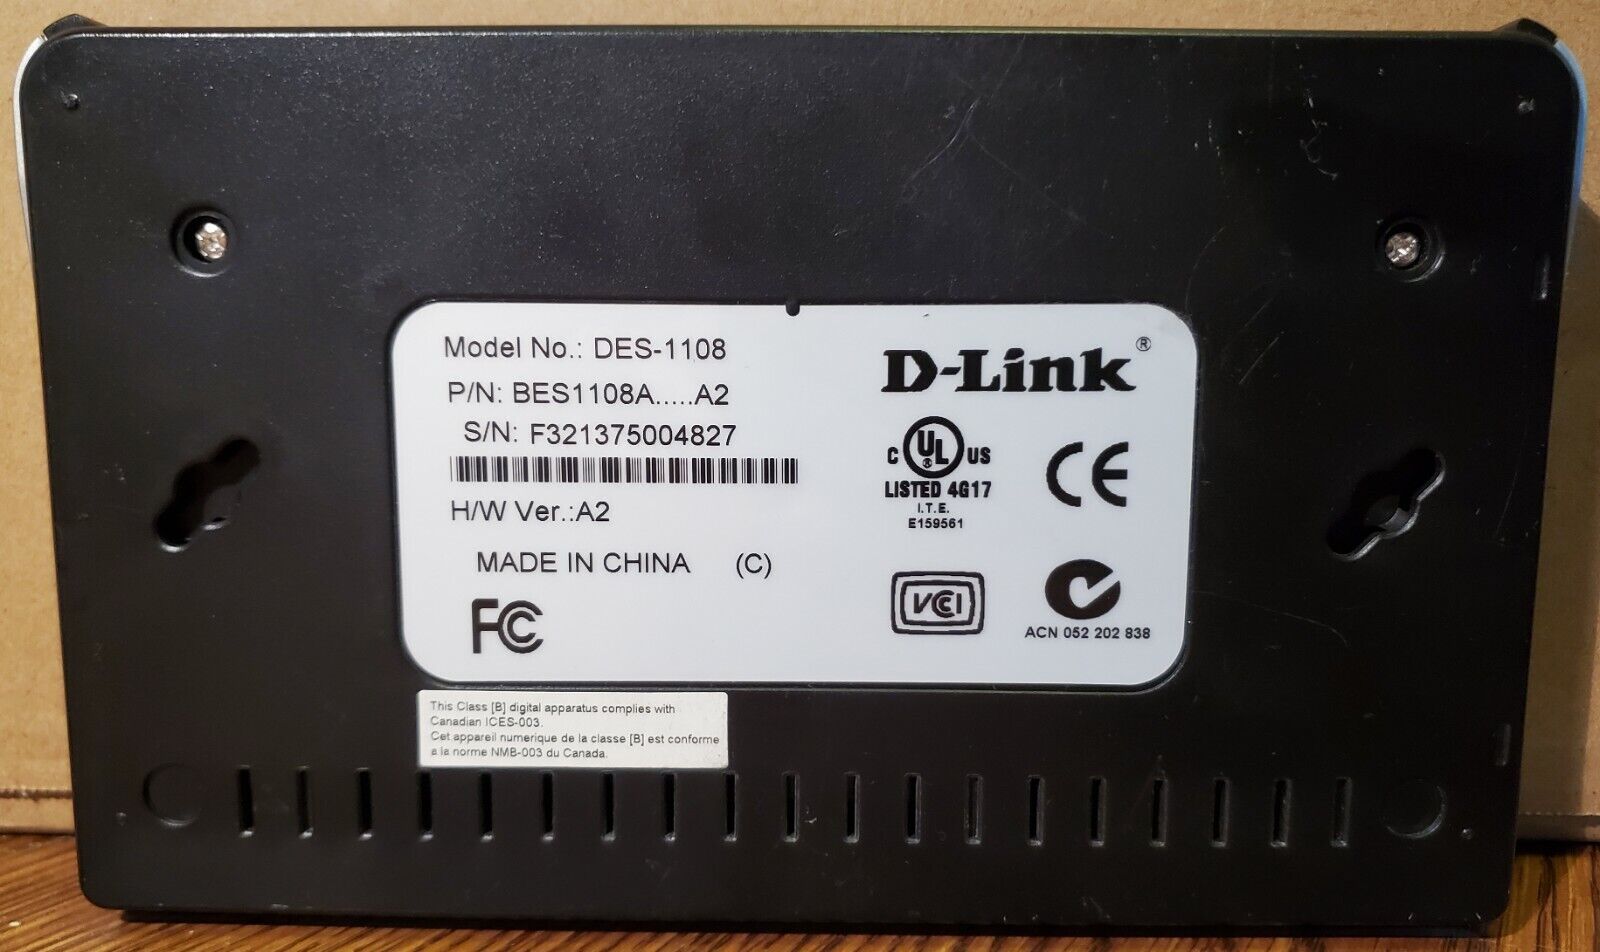 Model No.: DES-1108
P/N: BES1108A.....A2
S/N: F321375004827
H/W Ver.:A2
MADE IN CHINA (C)
FC
D-Link®
C UL® US
LISTED 4G17
I.T.E.
E159561
CE
VCI
ACN 052 202 838
This Class [B] digital apparatus complies with
Canadian ICES-003.
Cet appareil numerique de la classe [B] est conforme
a la norme NMB-003 du Canada.